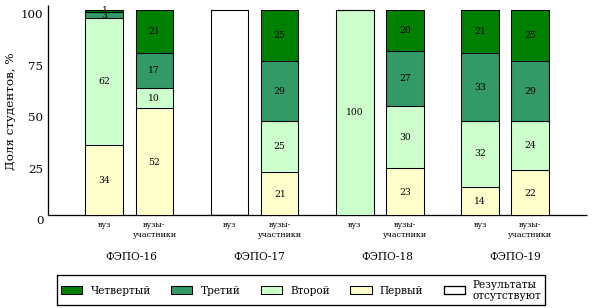 Доля студентов, %
100
75
50
25
0
1
3
62
34
21
17
10
52
25
29
25
21
100
20
27
30
23
21
33
32
14
25
29
24
22
вуз
вузы-
участники
вуз
вузы-
участники
вуз
вузы-
участники
вуз
вузы-
участники
ФЭПО-16
ФЭПО-17
ФЭПО-18
ФЭПО-19
Четвертый
Третий
Второй
Первый
Результаты
отсутствуют